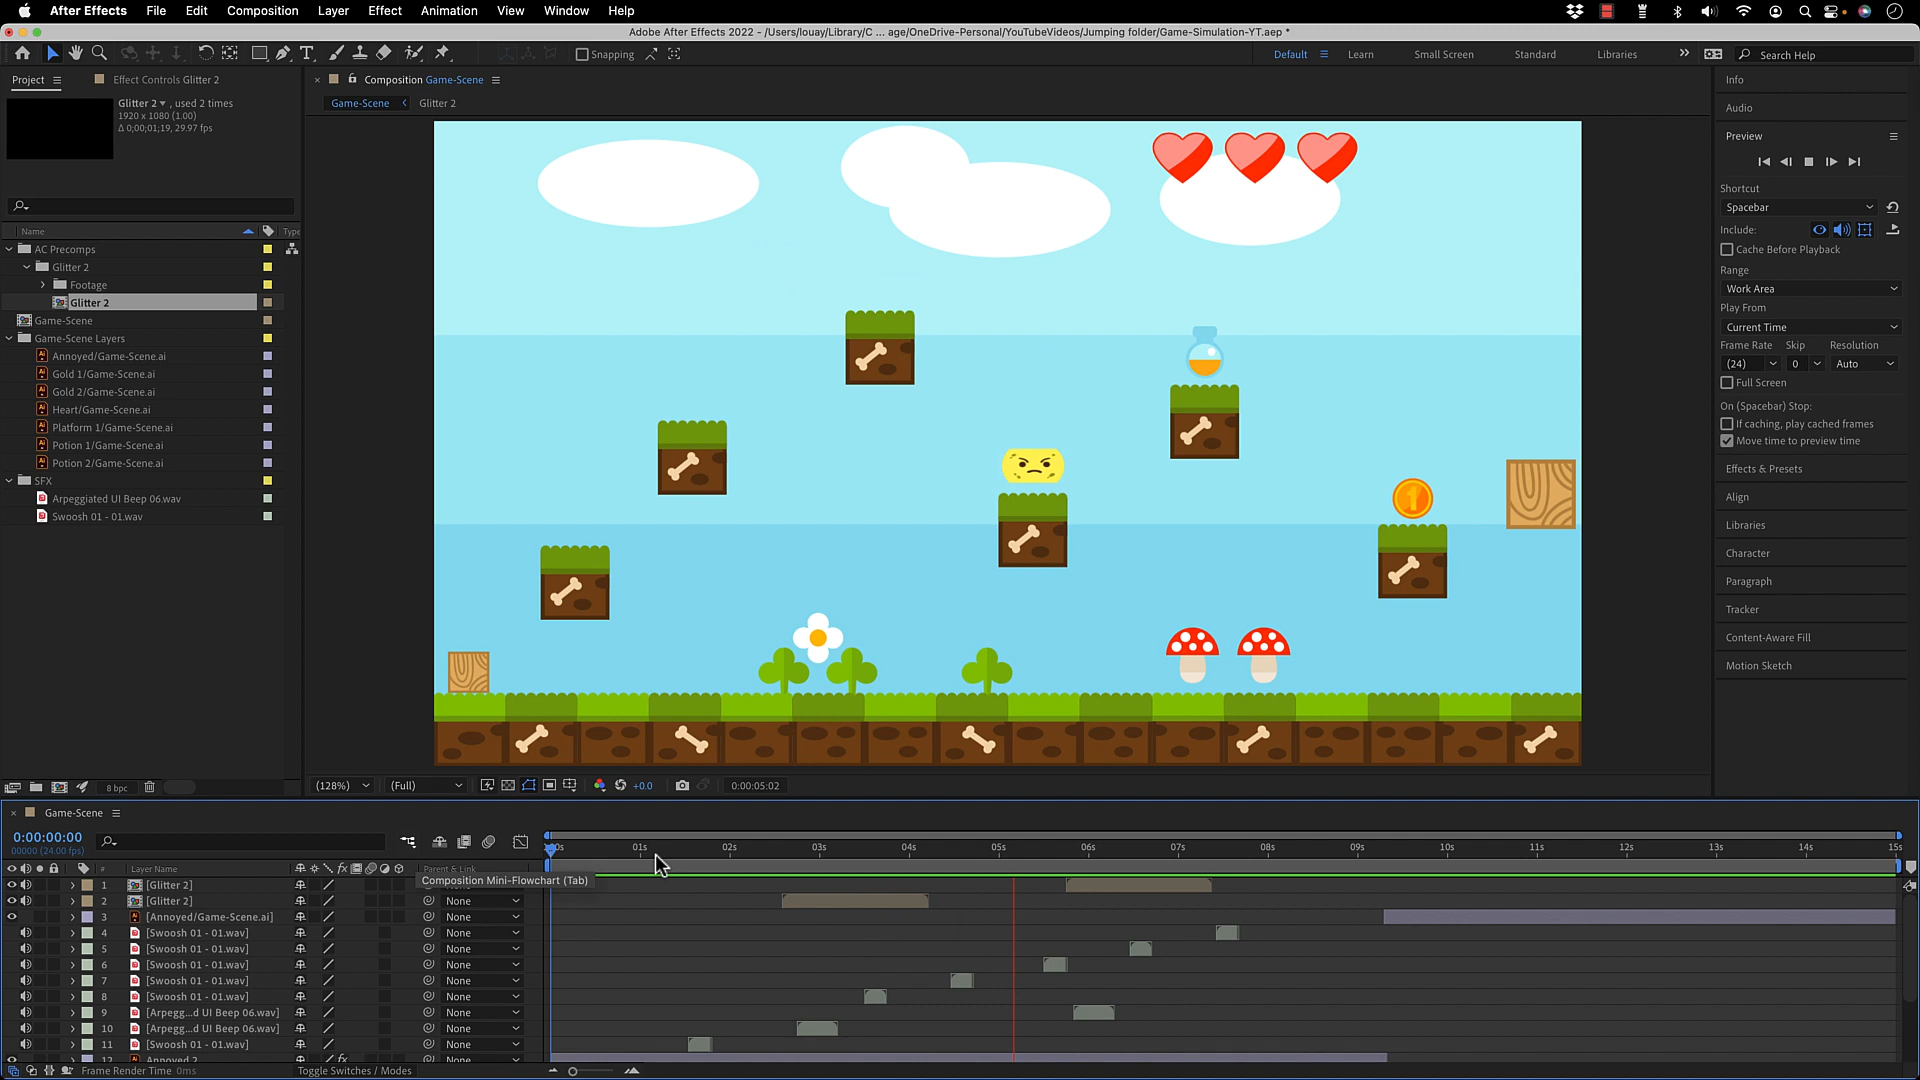 After Effects File Edit Composition Layer Effect Animation View Window Help
Adobe After Effects 2022 - /Users/louay/Library/C ... age/OneDrive-Personal/YouTubeVideos/Jumping folder/Game-Simulation-YT.aep *
Snapping Default Learn Small Screen Standard Libraries Search Help
Project Effect Controls Glitter 2
Glitter 2 , used 2 times
1920 x 1080 (1.00)
Δ 0;00;01;19, 29.97 fps
Name Type
AC Precomps
Glitter 2
Footage
Glitter 2
Game-Scene
Game-Scene Layers
Annoyed/Game-Scene.ai
Gold 1/Game-Scene.ai
Gold 2/Game-Scene.ai
Heart/Game-Scene.ai
Platform 1/Game-Scene.ai
Potion 1/Game-Scene.ai
Potion 2/Game-Scene.ai
SFX
Arpeggiated UI Beep 06.wav
Swoosh 01 - 01.wav
8 bpc
Composition Game-Scene
Game-Scene Glitter 2
1
(128%) (Full) +0.0 0:00:05:02
Info
Audio
Preview
Shortcut
Spacebar
Include:
Cache Before Playback
Range
Work Area
Play From
Current Time
Frame Rate Skip Resolution
(24) 0 Auto
Full Screen
On (Spacebar) Stop:
If caching, play cached frames
Move time to preview time
Effects & Presets
Align
Libraries
Character
Paragraph
Tracker
Content-Aware Fill
Motion Sketch
Game-Scene
0:00:00:00
00000 (24.00 fps)
01s 02s 03s 04s 05s 06s 07s 08s 09s 10s 11s 12s 13s 14s 15s
# Layer Name Parent & Link
Composition Mini-Flowchart (Tab)
1 [Glitter 2]
2 [Glitter 2] None
3 [Annoyed/Game-Scene.ai] None
4 [Swoosh 01 - 01.wav] None
5 [Swoosh 01 - 01.wav] None
6 [Swoosh 01 - 01.wav] None
7 [Swoosh 01 - 01.wav] None
8 [Swoosh 01 - 01.wav] None
9 [Arpegg...d UI Beep 06.wav] None
10 [Arpegg...d UI Beep 06.wav] None
11 [Swoosh 01 - 01.wav] None
12 Annoyed 2 None
Frame Render Time 0ms Toggle Switches / Modes